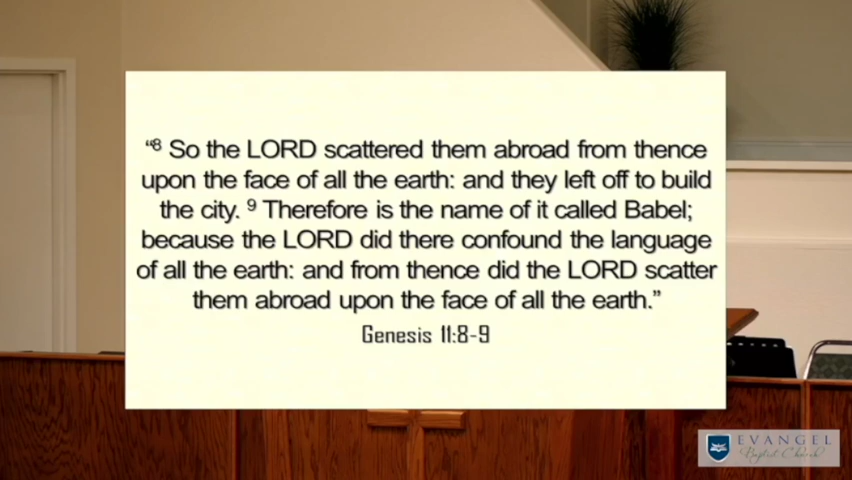 “⁸ So the LORD scattered them abroad from thence
upon the face of all the earth: and they left off to build
the city. ⁹ Therefore is the name of it called Babel;
because the LORD did there confound the language
of all the earth: and from thence did the LORD scatter
them abroad upon the face of all the earth.”
Genesis 11:8-9
EVANGEL
Baptist Church